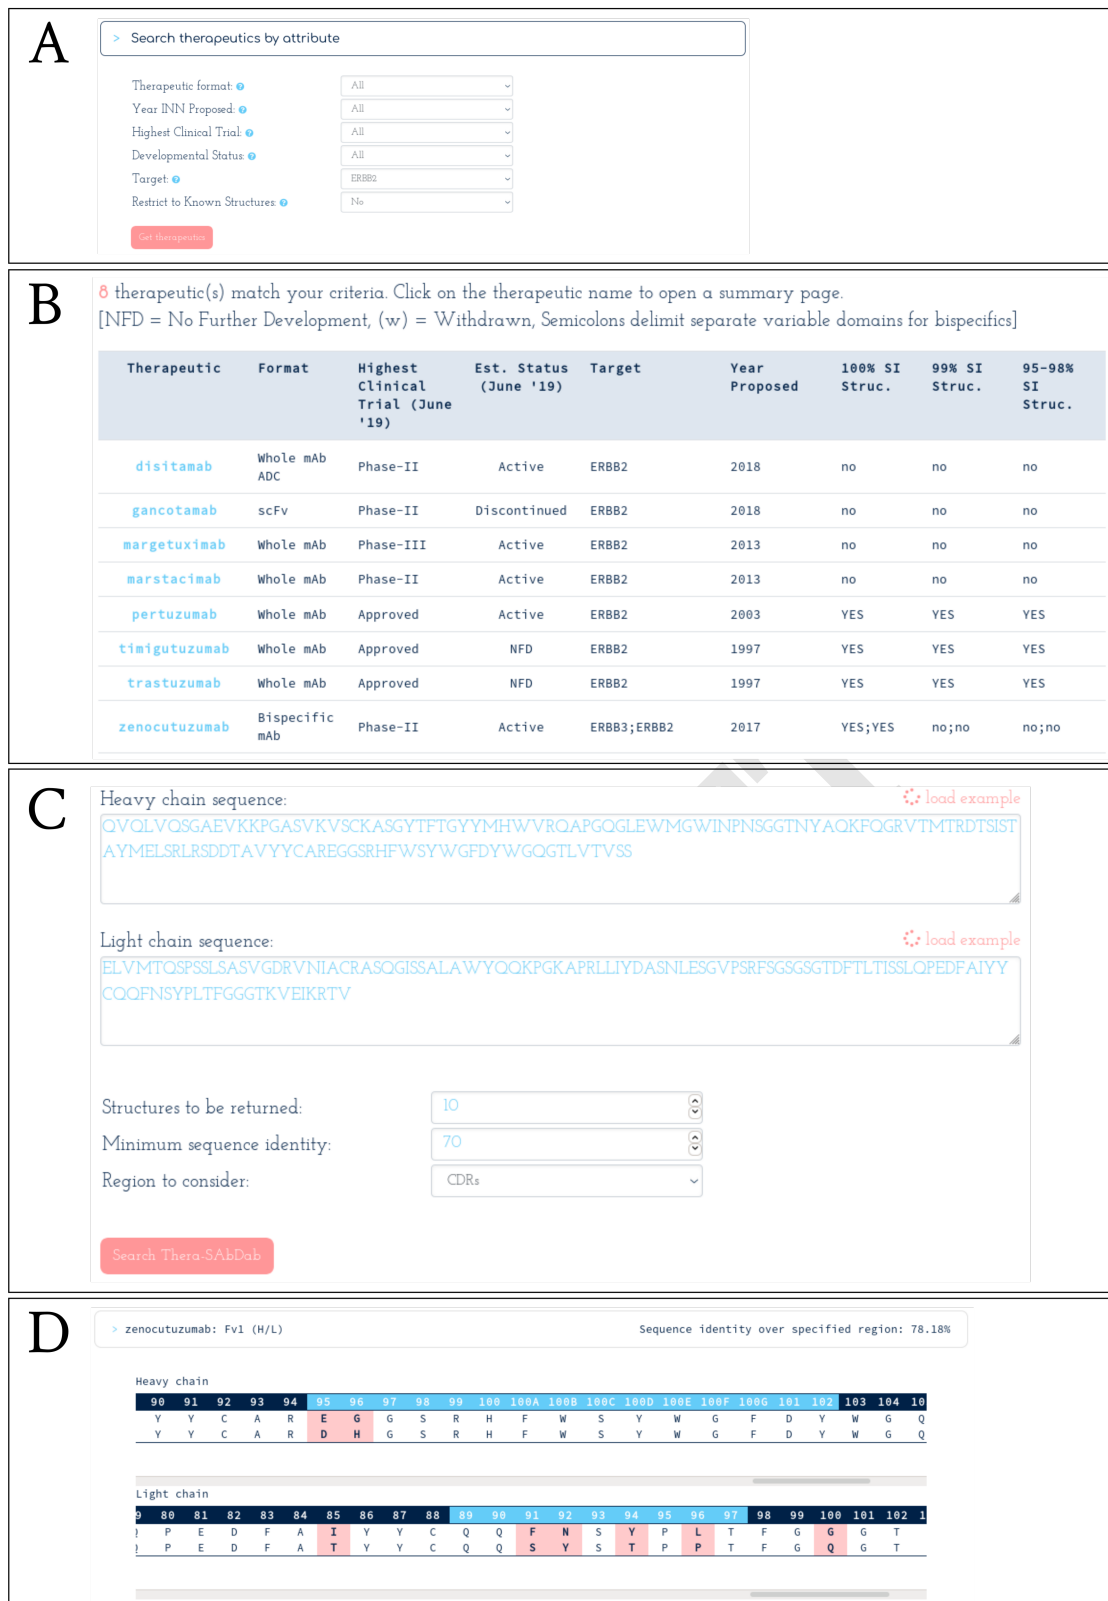 A
> Search therapeutics by attribute
Therapeutic format: ? All
Year INN Proposed: ? All
Highest Clinical Trial: ? All
Developmental Status: ? All
Target: ? ERBB2
Restrict to Known Structures: ? No
Get therapeutics
B
8 therapeutic(s) match your criteria. Click on the therapeutic name to open a summary page.
[NFD = No Further Development, (w) = Withdrawn, Semicolons delimit separate variable domains for bispecifics]
Therapeutic Format Highest Clinical Trial (June '19) Est. Status (June '19) Target Year Proposed 100% SI Struc. 99% SI Struc. 95-98% SI Struc.
disitamab Whole mAb ADC Phase-II Active ERBB2 2018 no no no
gancotamab scFv Phase-II Discontinued ERBB2 2018 no no no
margetuximab Whole mAb Phase-III Active ERBB2 2013 no no no
marstacimab Whole mAb Phase-II Active ERBB2 2013 no no no
pertuzumab Whole mAb Approved Active ERBB2 2003 YES YES YES
timigutuzumab Whole mAb Approved NFD ERBB2 1997 YES YES YES
trastuzumab Whole mAb Approved NFD ERBB2 1997 YES YES YES
zenocutuzumab Bispecific mAb Phase-II Active ERBB3;ERBB2 2017 YES;YES no;no no;no
C
Heavy chain sequence: load example
QVQLVQSGAEVKKPGASVKVSCKASGYTFTGYYMHWVRQAPGQGLEWMGWINPNSGGTNYAQKFQGRVTMTRDTSIST
AYMELSRLRSDDTAVYYCAREGGSRHFWSYWGFDYWGQGTLVTVSS
Light chain sequence: load example
ELVMTQSPSSLSASVGDRVNIACRASQGISSALAWYQQKPGKAPRLLIYDASNLESGVPSRFSGSGSGTDFTLTISSLQPEDFAIYY
CQQFNSYPLTFGGGTKVEIKRTV
Structures to be returned: 10
Minimum sequence identity: 70
Region to consider: CDRs
Search Thera-SAbDab
D
> zenocutuzumab: Fv1 (H/L) Sequence identity over specified region: 78.18%
Heavy chain
90 91 92 93 94 95 96 97 98 99 100 100A 100B 100C 100D 100E 100F 100G 101 102 103 104 10
Y Y C A R E G G S R H F W S Y W G F D Y W G Q
Y Y C A R D H G S R H F W S Y W G F D Y W G Q
Light chain
9 80 81 82 83 84 85 86 87 88 89 90 91 92 93 94 95 96 97 98 99 100 101 102 1
P E D F A I Y Y C Q Q F N S Y P L T F G G G T
P E D F A T Y Y C Q Q S Y S T P P T F G Q G T